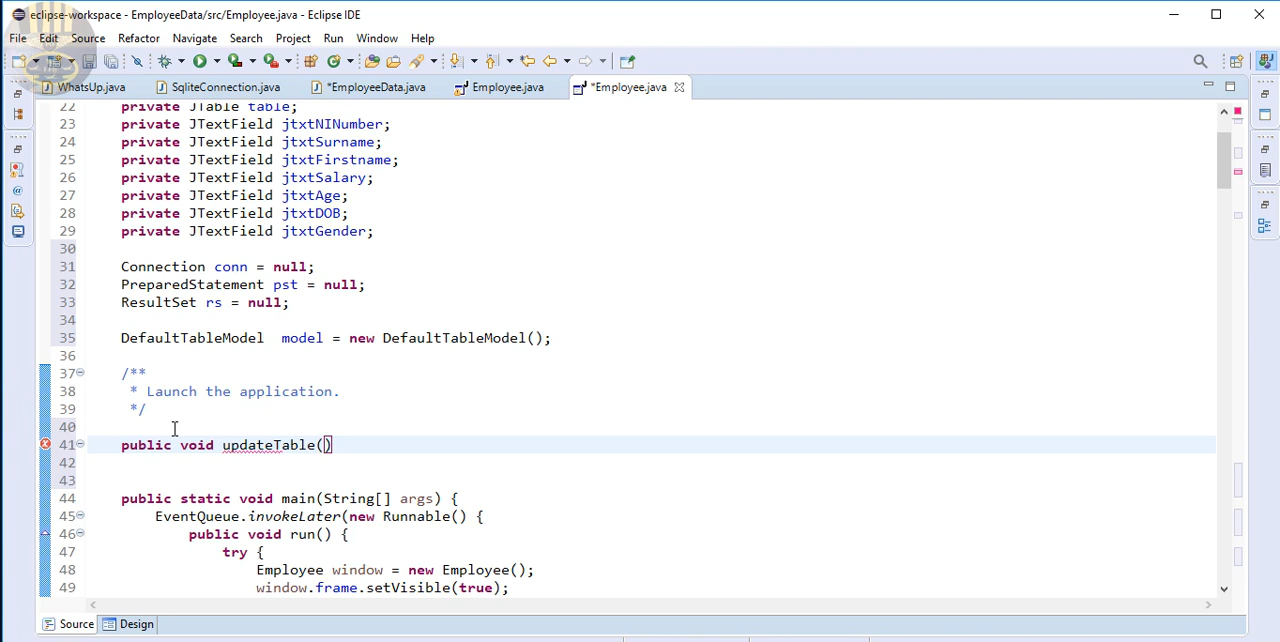 eclipse-workspace - EmployeeData/src/Employee.java - Eclipse IDE
File Edit Source Refactor Navigate Search Project Run Window Help
WhatsUp.java SqliteConnection.java *EmployeeData.java Employee.java *Employee.java
22 private JTable table;
23 private JTextField jtxtNINumber;
24 private JTextField jtxtSurname;
25 private JTextField jtxtFirstname;
26 private JTextField jtxtSalary;
27 private JTextField jtxtAge;
28 private JTextField jtxtDOB;
29 private JTextField jtxtGender;
30
31 Connection conn = null;
32 PreparedStatement pst = null;
33 ResultSet rs = null;
34
35 DefaultTableModel model = new DefaultTableModel();
36
37 /**
38 * Launch the application.
39 */
40
41 public void updateTable()
42
43
44 public static void main(String[] args) {
45 EventQueue.invokeLater(new Runnable() {
46 public void run() {
47 try {
48 Employee window = new Employee();
49 window.frame.setVisible(true);
Source Design